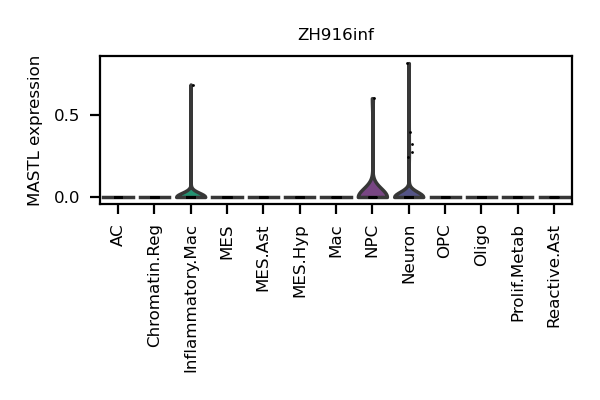 ZH916inf
MASTL expression
0.5
0.0
AC
Chromatin.Reg
Inflammatory.Mac
MES
MES.Ast
MES.Hyp
Mac
NPC
Neuron
OPC
Oligo
Prolif.Metab
Reactive.Ast